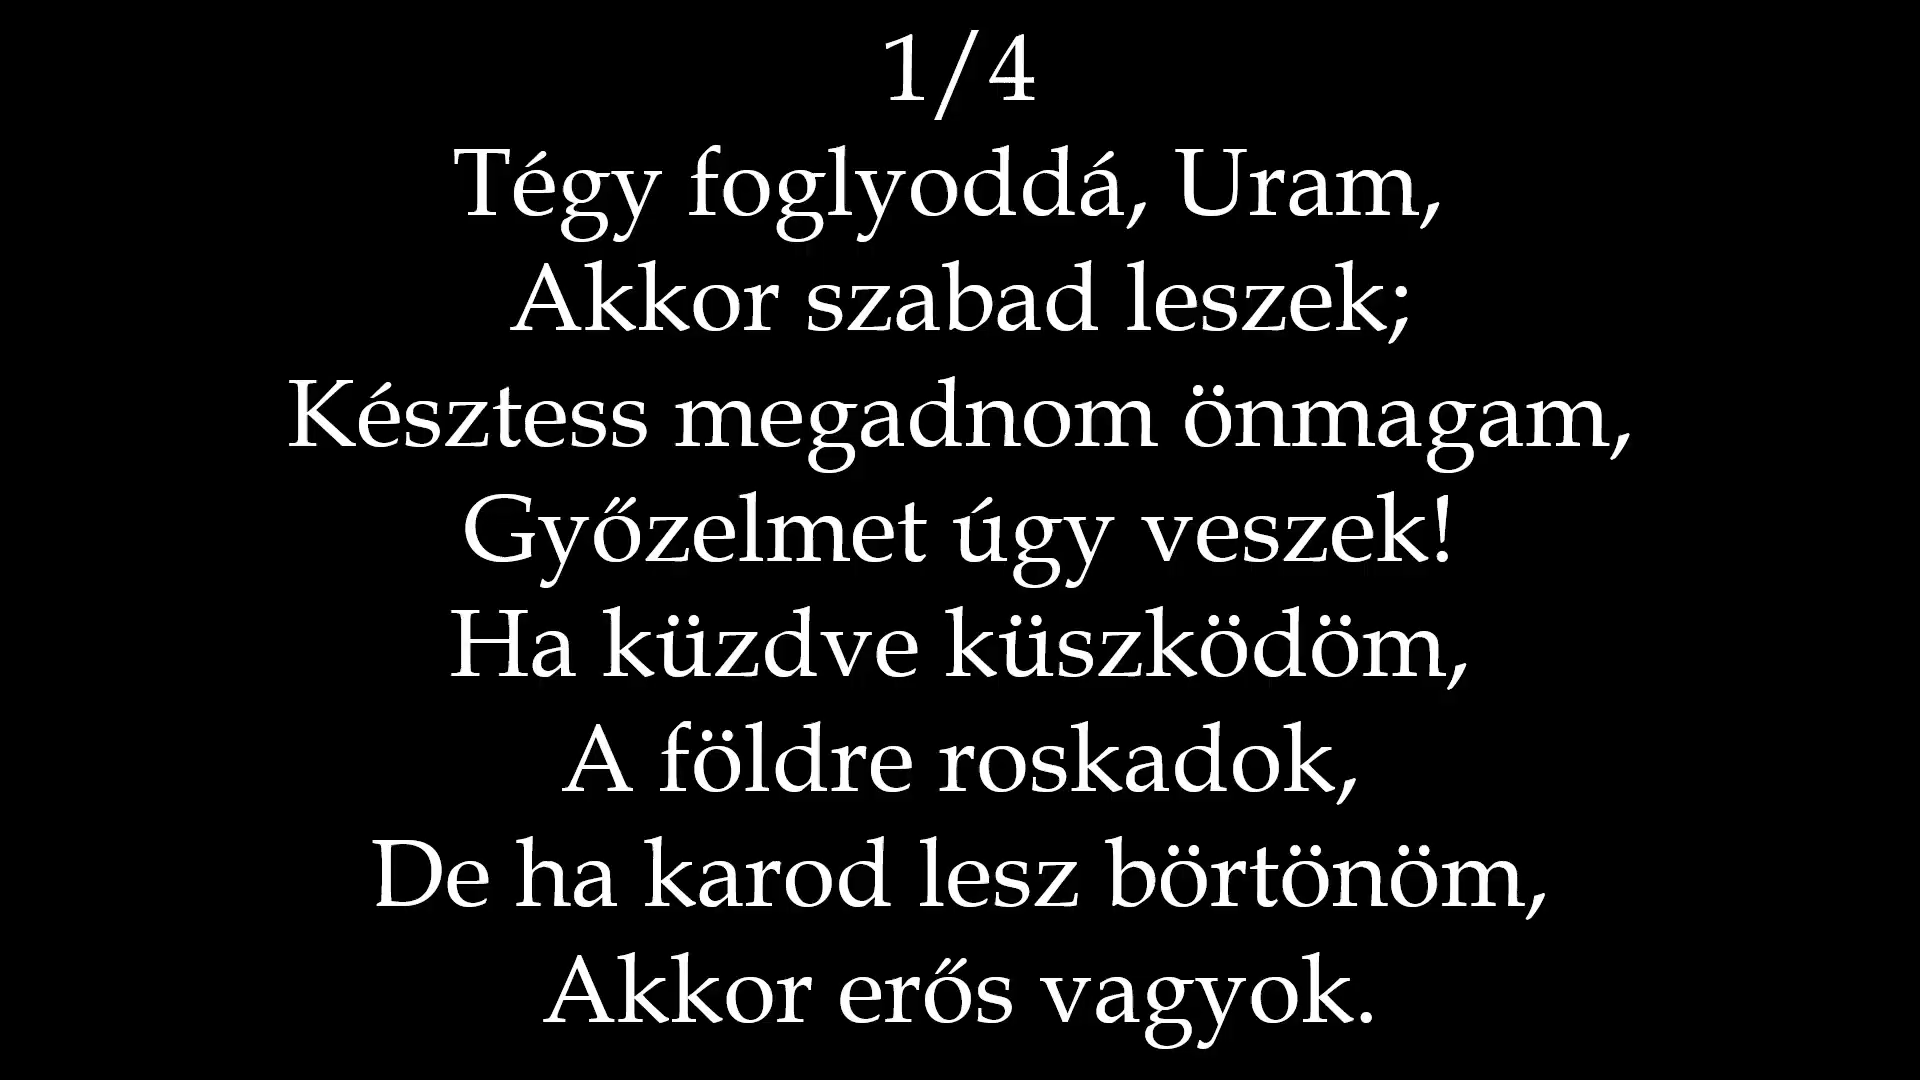 1/4
Tégy foglyoddá, Uram,
Akkor szabad leszek;
Késztess megadnom önmagam,
Győzelmet úgy veszek!
Ha küzdve küszködöm,
A földre roskadok,
De ha karod lesz börtönöm,
Akkor erős vagyok.